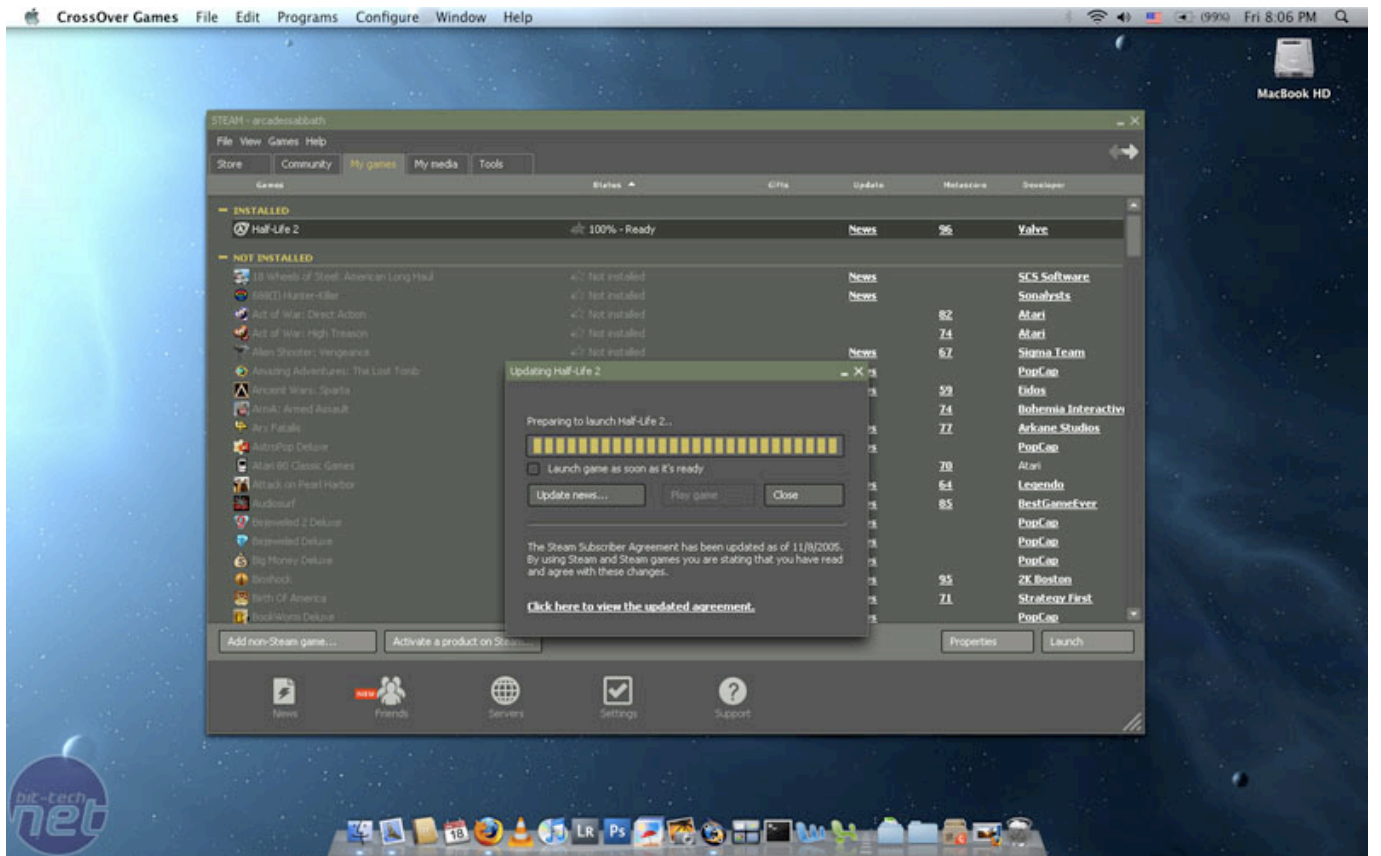 CrossOver Games File Edit Programs Configure Window Help
(99%) Fri 8:06 PM
MacBook HD
STEAM - arcadessabbath
File View Games Help
Store Community My games My media Tools
Games Status Gifts Update Metascore Developer
INSTALLED
Half-Life 2 100% - Ready News 96 Valve
NOT INSTALLED
18 Wheels of Steel: American Long Haul Not installed News SCS Software
688(I) Hunter-Killer Not installed News Sonalysts
Act of War: Direct Action Not installed 82 Atari
Act of War: High Treason Not installed 74 Atari
Alien Shooter: Vengeance Not installed News 67 Sigma Team
Amazing Adventures: The Lost Tomb PopCap
Ancient Wars: Sparta 59 Eidos
ArmA: Armed Assault 74 Bohemia Interactive
Arx Fatalis 77 Arkane Studios
AstroPop Deluxe PopCap
Atari 80 Classic Games 70 Atari
Attack on Pearl Harbor 64 Legendo
Audiosurf 85 BestGameEver
Bejeweled 2 Deluxe PopCap
Bejeweled Deluxe PopCap
Big Money Deluxe PopCap
Bioshock 95 2K Boston
Birth Of America 71 Strategy First
BookWorm Deluxe PopCap
Updating Half-Life 2
Preparing to launch Half-Life 2..
Launch game as soon as it's ready
Update news... Play game Close
The Steam Subscriber Agreement has been updated as of 11/8/2005.
By using Steam and Steam games you are stating that you have read
and agree with these changes.
Click here to view the updated agreement.
Add non-Steam game... Activate a product on Steam... Properties Launch
NEW
News Friends Servers Settings Support
bit-tech
net
18 LR Ps